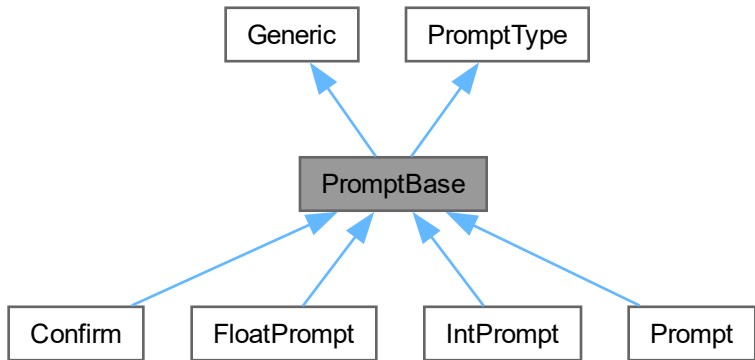 Generic
PromptType
PromptBase
Confirm
FloatPrompt
IntPrompt
Prompt